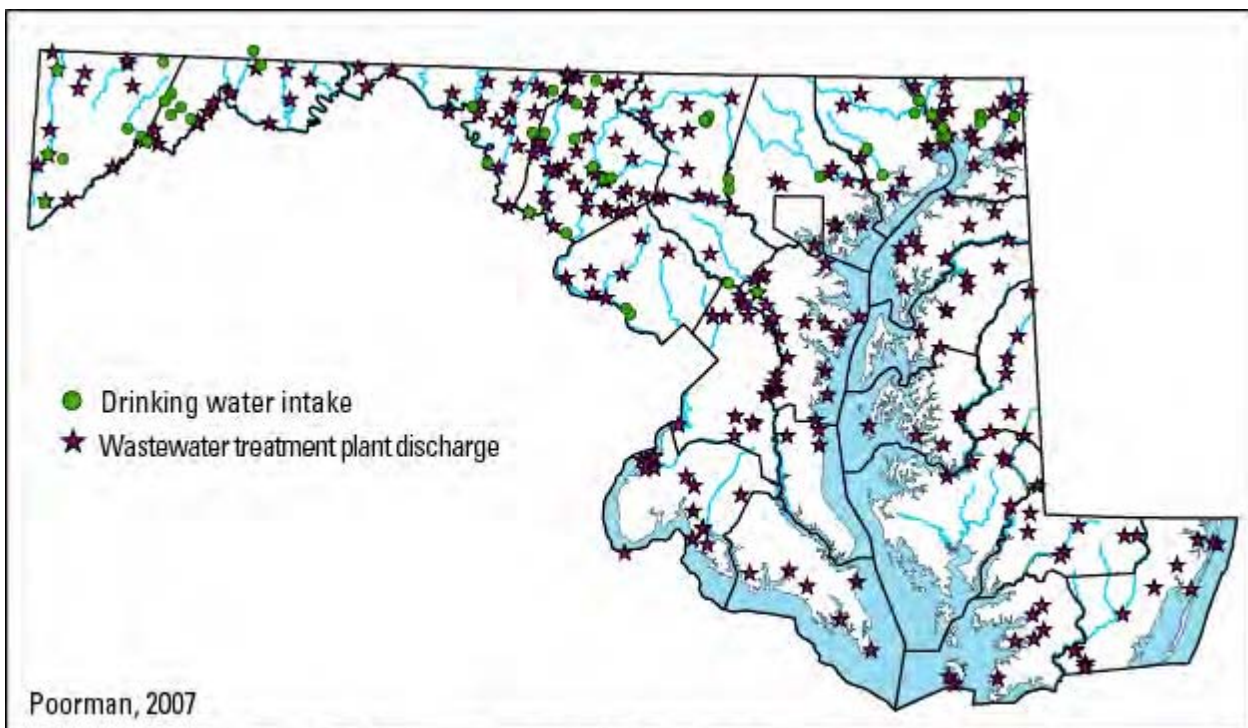 Drinking water intake
Wastewater treatment plant discharge
Poorman, 2007